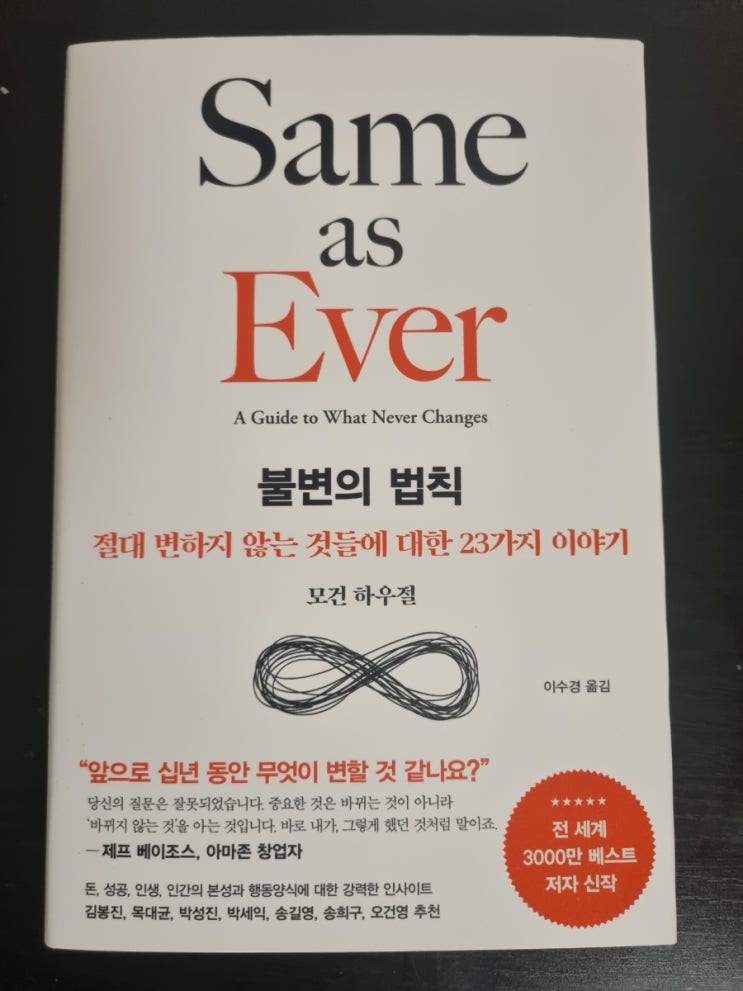 Same
as
Ever
A Guide to What Never Changes
불변의 법칙
절대 변하지 않는 것들에 대한 23가지 이야기
모건 하우절
이수경 옮김
“앞으로 십년 동안 무엇이 변할 것 같나요?”
당신의 질문은 잘못되었습니다. 중요한 것은 바뀌는 것이 아니라
‘바뀌지 않는 것’을 아는 것입니다. 바로 내가, 그렇게 했던 것처럼 말이죠.
— 제프 베이조스, 아마존 창업자
돈, 성공, 인생, 인간의 본성과 행동양식에 대한 강력한 인사이트
김봉진, 목대균, 박성진, 박세익, 송길영, 송희구, 오건영 추천
★★★★★
전 세계
3000만 베스트
저자 신작